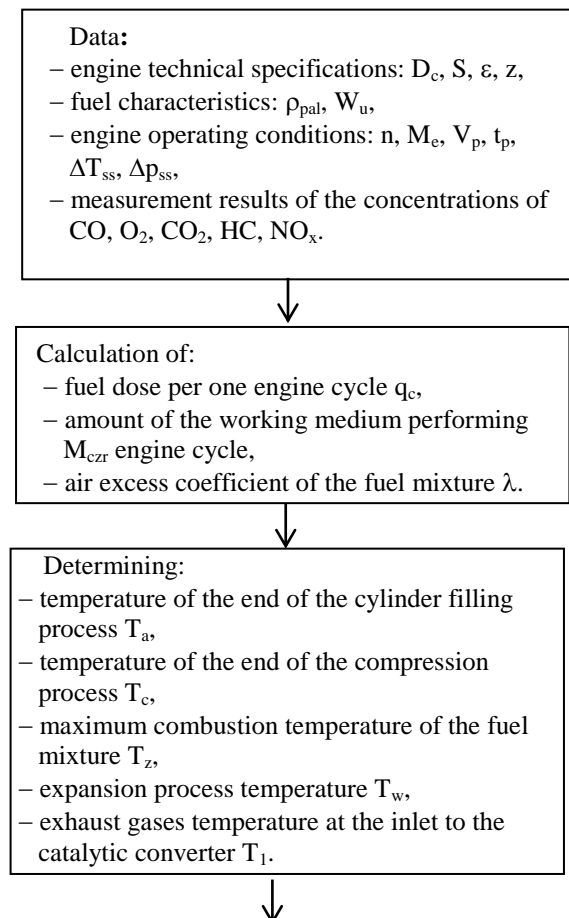 Data:
– engine technical specifications: D_c, S, ε, z,
– fuel characteristics: ρ_pal, W_u,
– engine operating conditions: n, M_e, V_p, t_p,
ΔT_ss, Δp_ss,
– measurement results of the concentrations of
CO, O₂, CO₂, HC, NO_x.
Calculation of:
– fuel dose per one engine cycle q_c,
– amount of the working medium performing
M_czr engine cycle,
– air excess coefficient of the fuel mixture λ.
Determining:
– temperature of the end of the cylinder filling
process T_a,
– temperature of the end of the compression
process T_c,
– maximum combustion temperature of the fuel
mixture T_z,
– expansion process temperature T_w,
– exhaust gases temperature at the inlet to the
catalytic converter T₁.